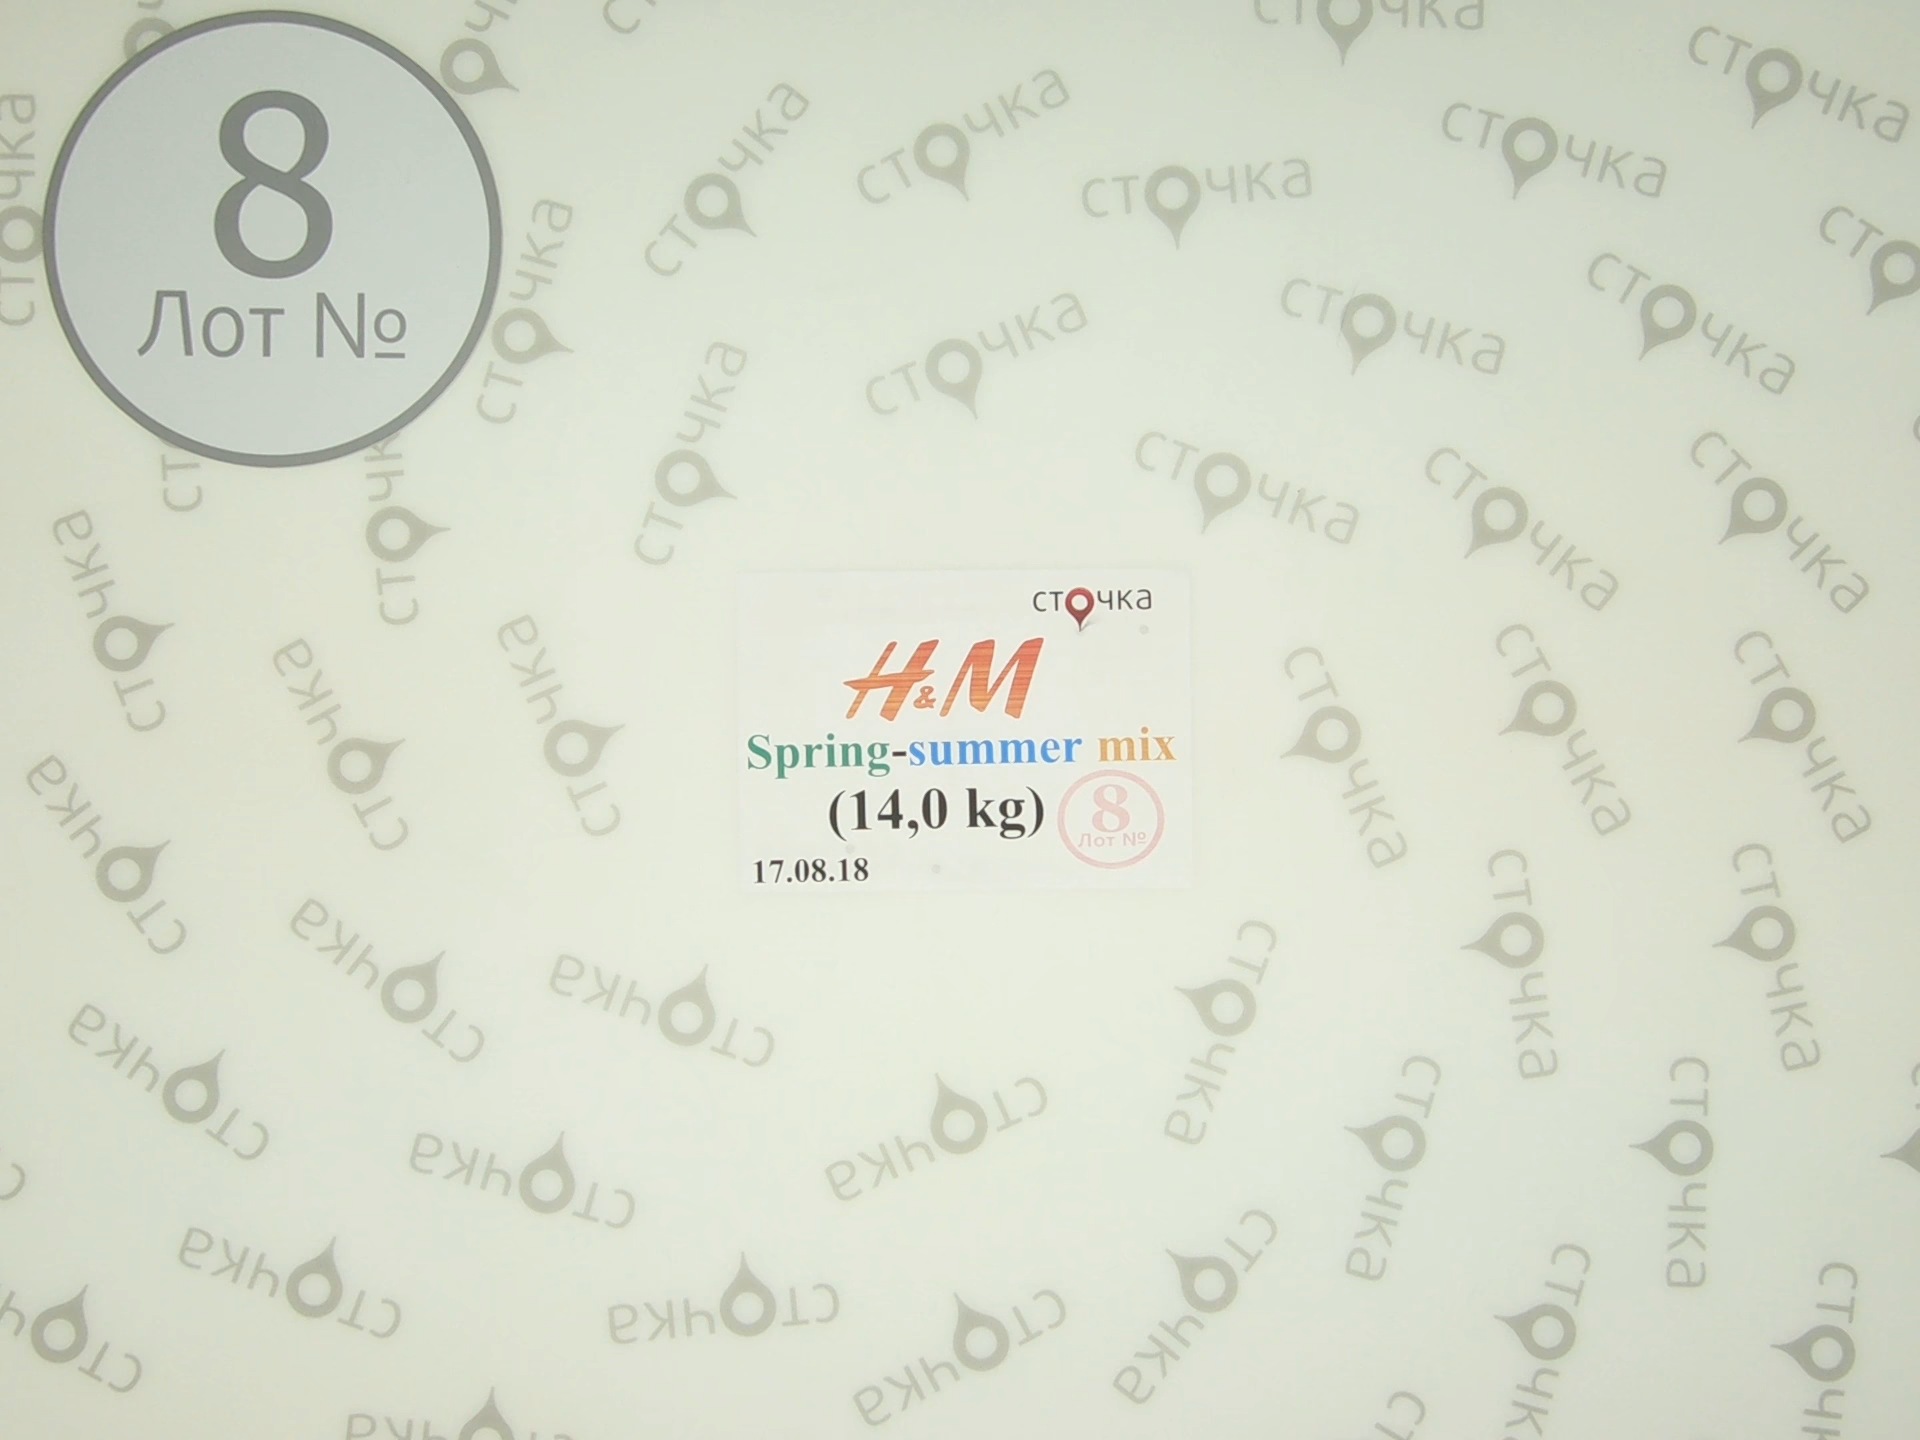 8
Лот №
сточка
H&M
Spring-summer mix
(14,0 kg)
8
Лот №
17.08.18